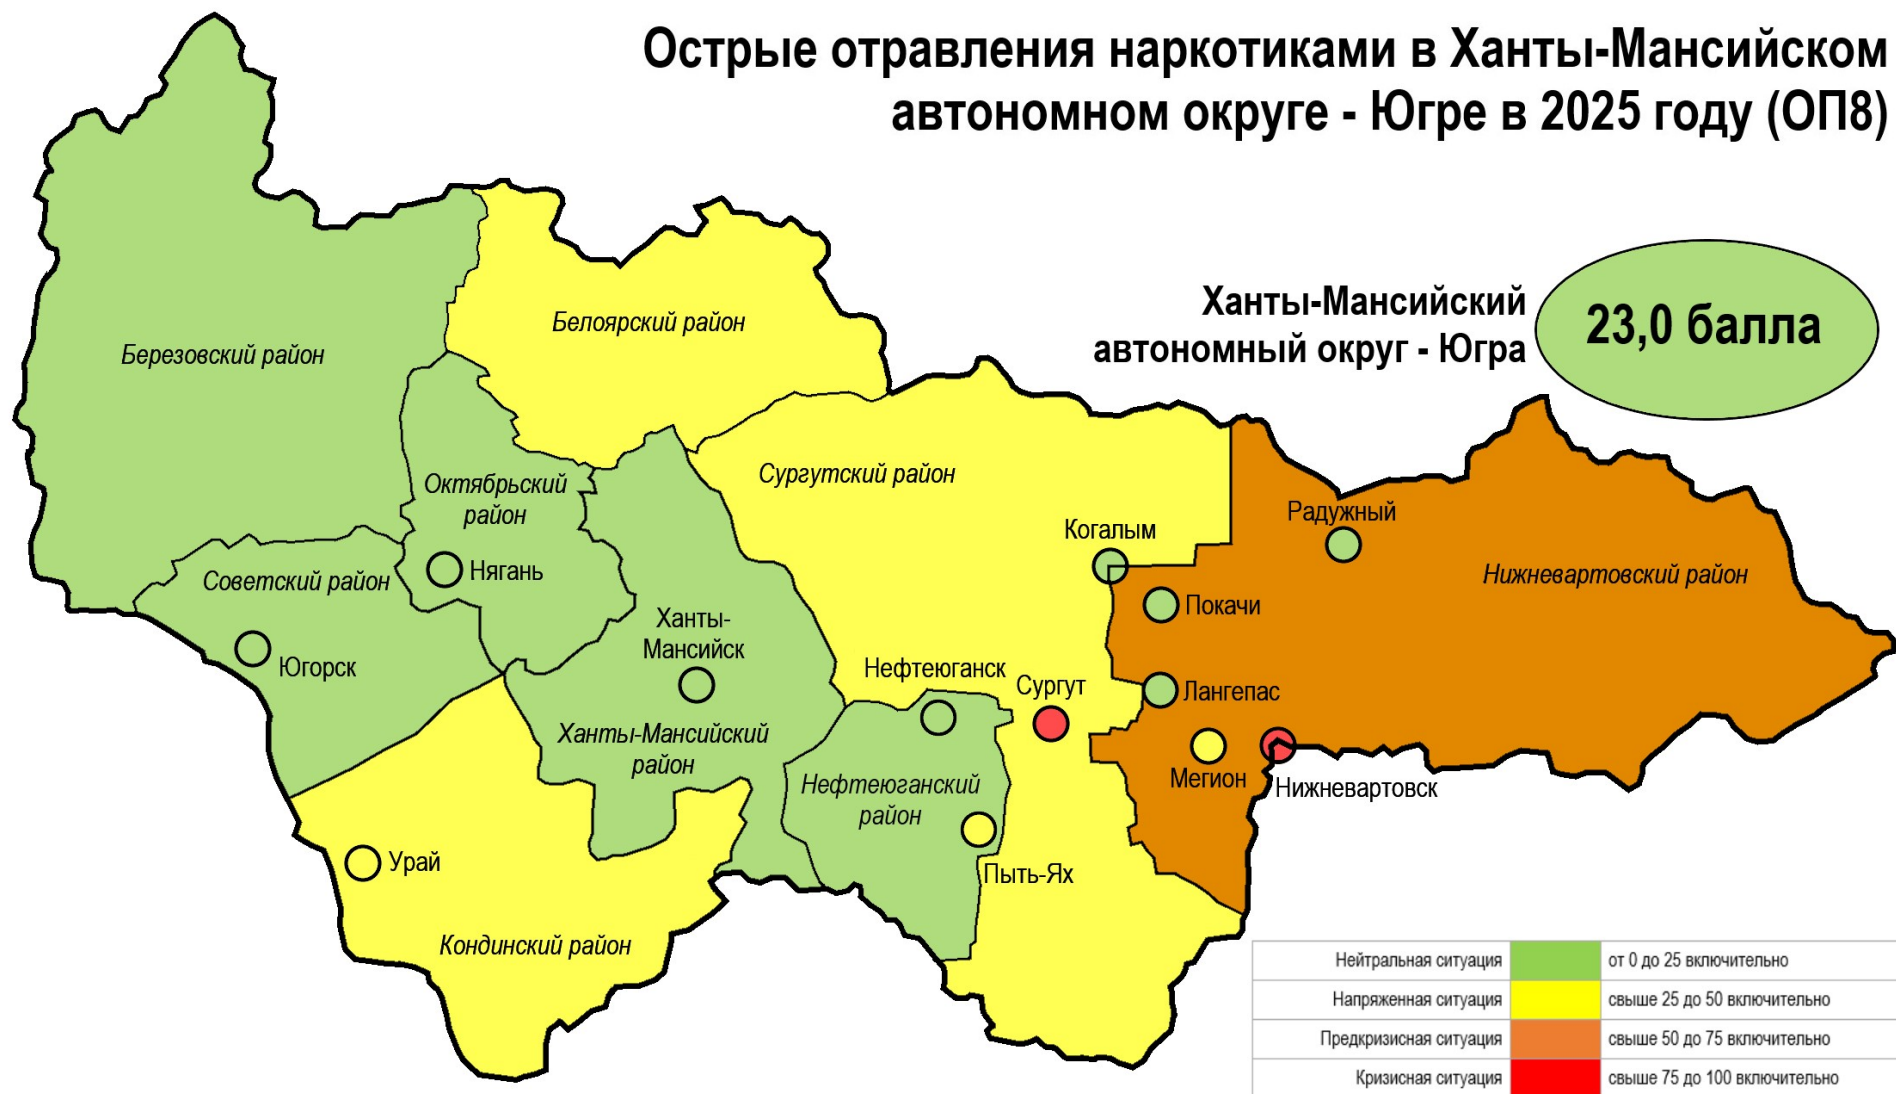 Острые отравления наркотиками в Ханты-Мансийском
автономном округе - Югре в 2025 году (ОП8)
Ханты-Мансийский
автономный округ - Югра
23,0 балла
Березовский район
Белоярский район
Октябрьский
район
Сургутский район
Когалым
Радужный
Нижневартовский район
Советский район
Нягань
Покачи
Югорск
Ханты-
Мансийск
Нефтеюганск
Сургут
Лангепас
Ханты-Мансийский
район
Нефтеюганский
район
Мегион
Нижневартовск
Урай
Пыть-Ях
Кондинский район
Нейтральная ситуация от 0 до 25 включительно
Напряженная ситуация свыше 25 до 50 включительно
Предкризисная ситуация свыше 50 до 75 включительно
Кризисная ситуация свыше 75 до 100 включительно